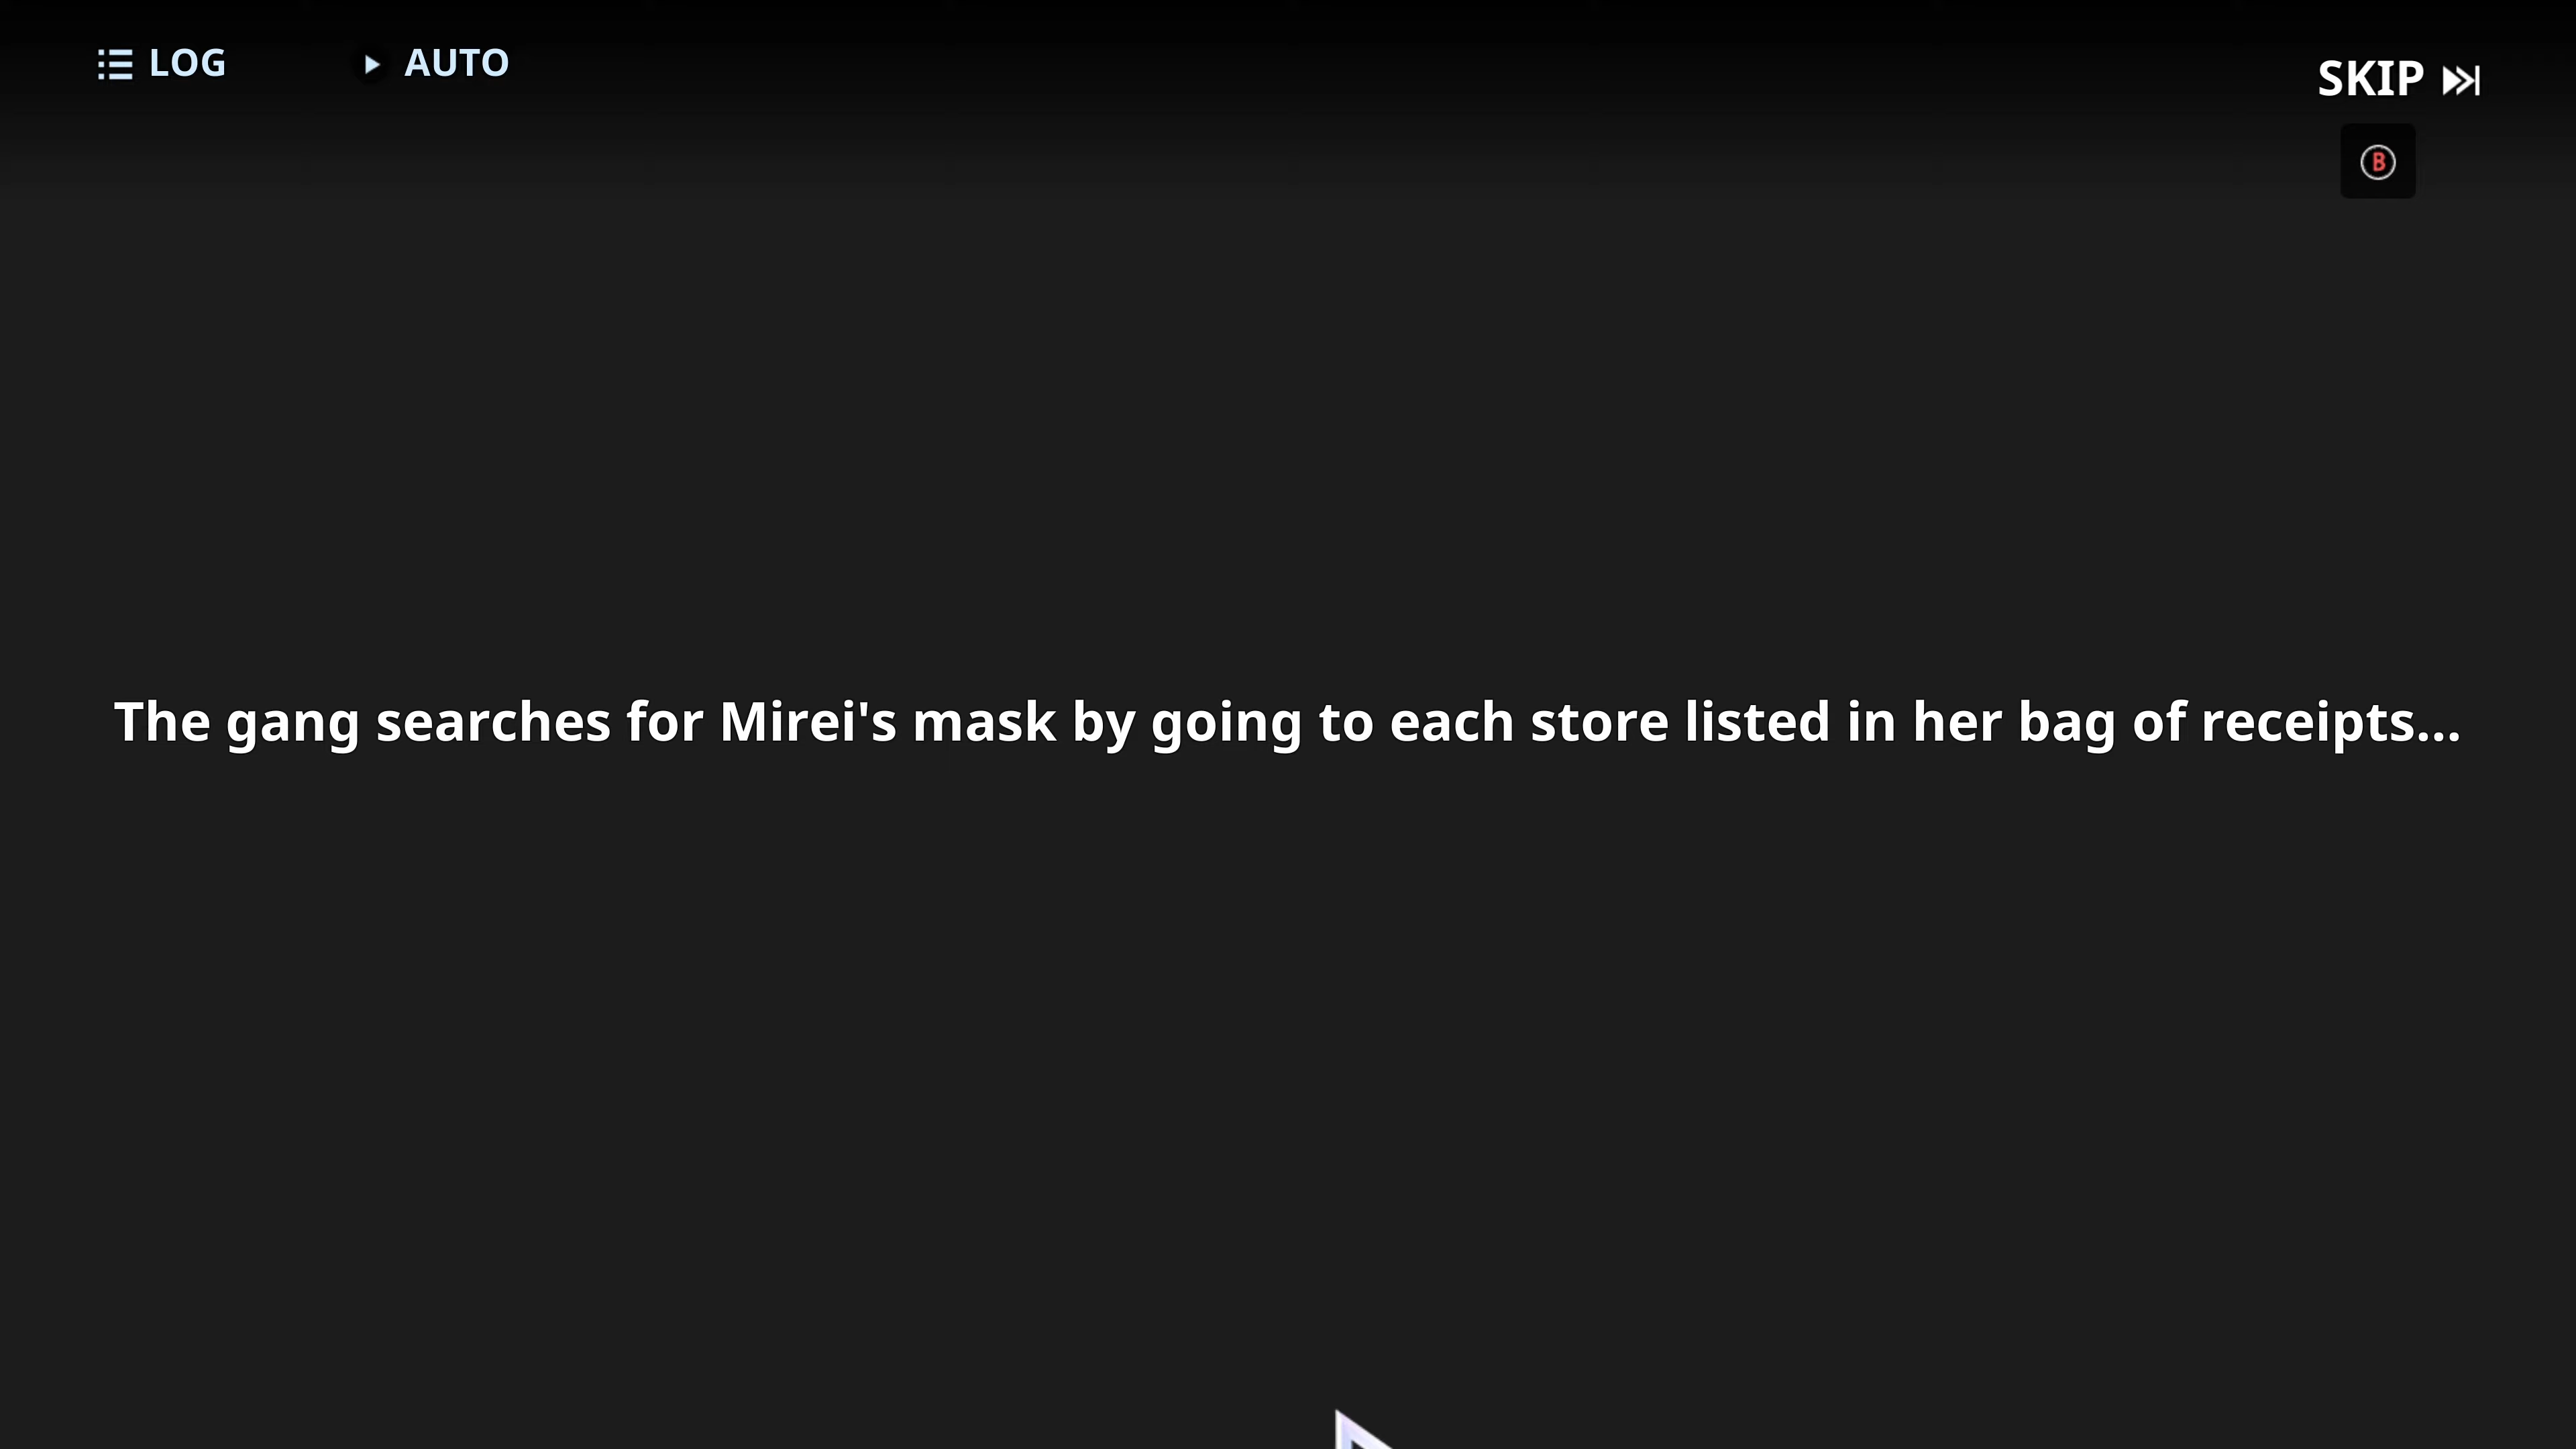 LOG
AUTO
SKIP
B
The gang searches for Mirei's mask by going to each store listed in her bag of receipts...